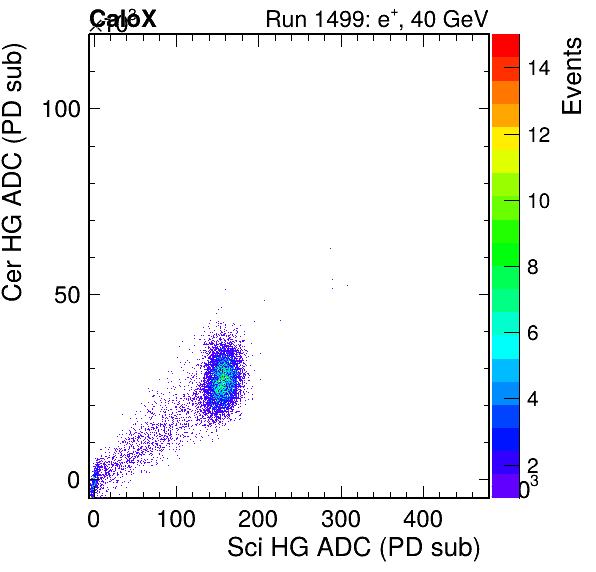 CaloX
×10³
Run 1499: e⁺, 40 GeV
Cer HG ADC (PD sub)
100
50
0
0 100 200 300 400
Sci HG ADC (PD sub)
Events
14
12
10
8
6
4
2
0